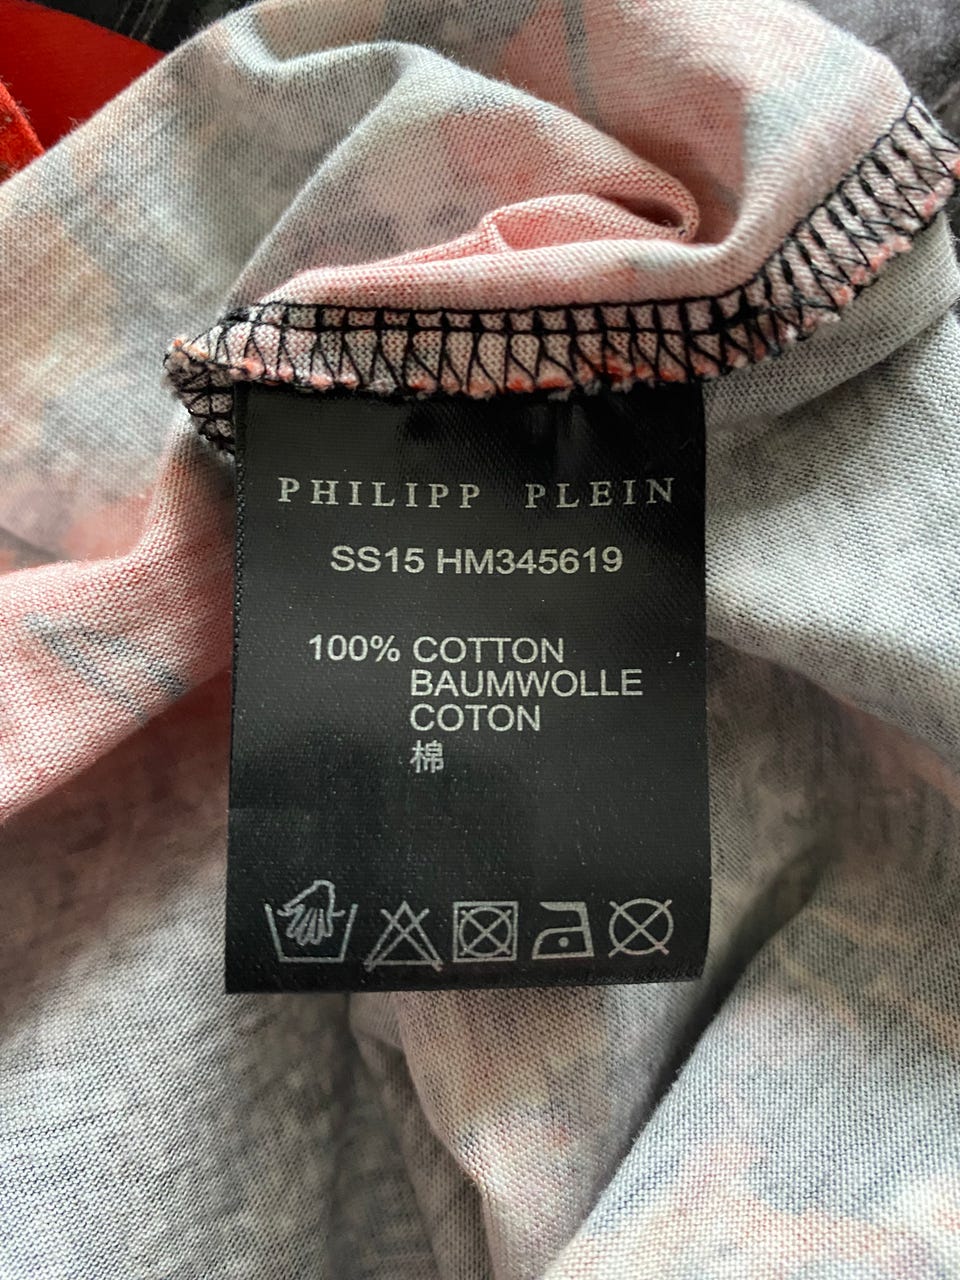 PHILIPP PLEIN
SS15 HM345619
100% COTTON
BAUMWOLLE
COTON
棉